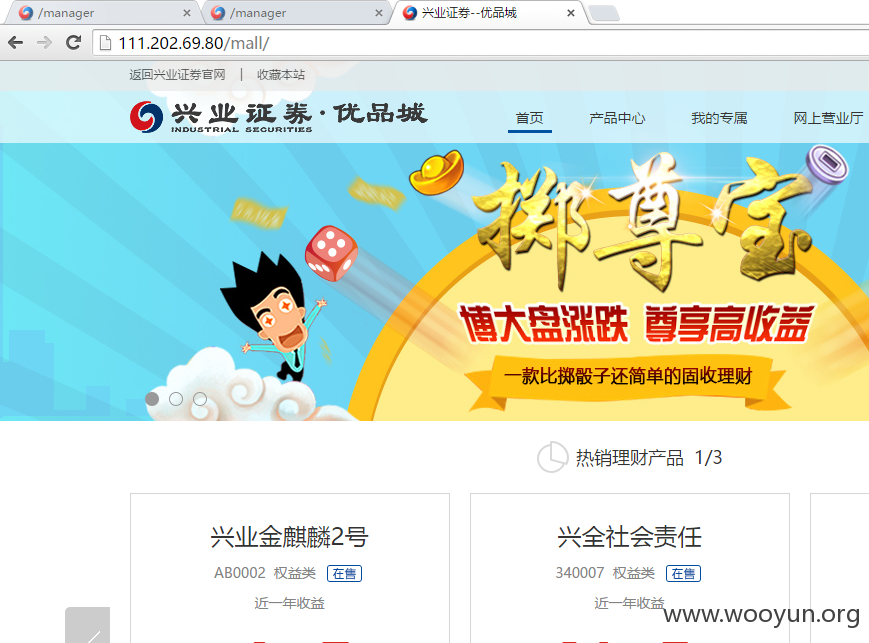 /manager
/manager
兴业证券--优品城
111.202.69.80/mall/
返回兴业证券官网 | 收藏本站
兴业证券·优品城
INDUSTRIAL SECURITIES
首页 产品中心 我的专属 网上营业厅
掷尊宝
博大盘涨跌 尊享高收益
一款比掷骰子还简单的固收理财
热销理财产品 1/3
兴业金麒麟2号
AB0002 权益类 在售
近一年收益
兴全社会责任
340007 权益类 在售
近一年收益
www.wooyun.org